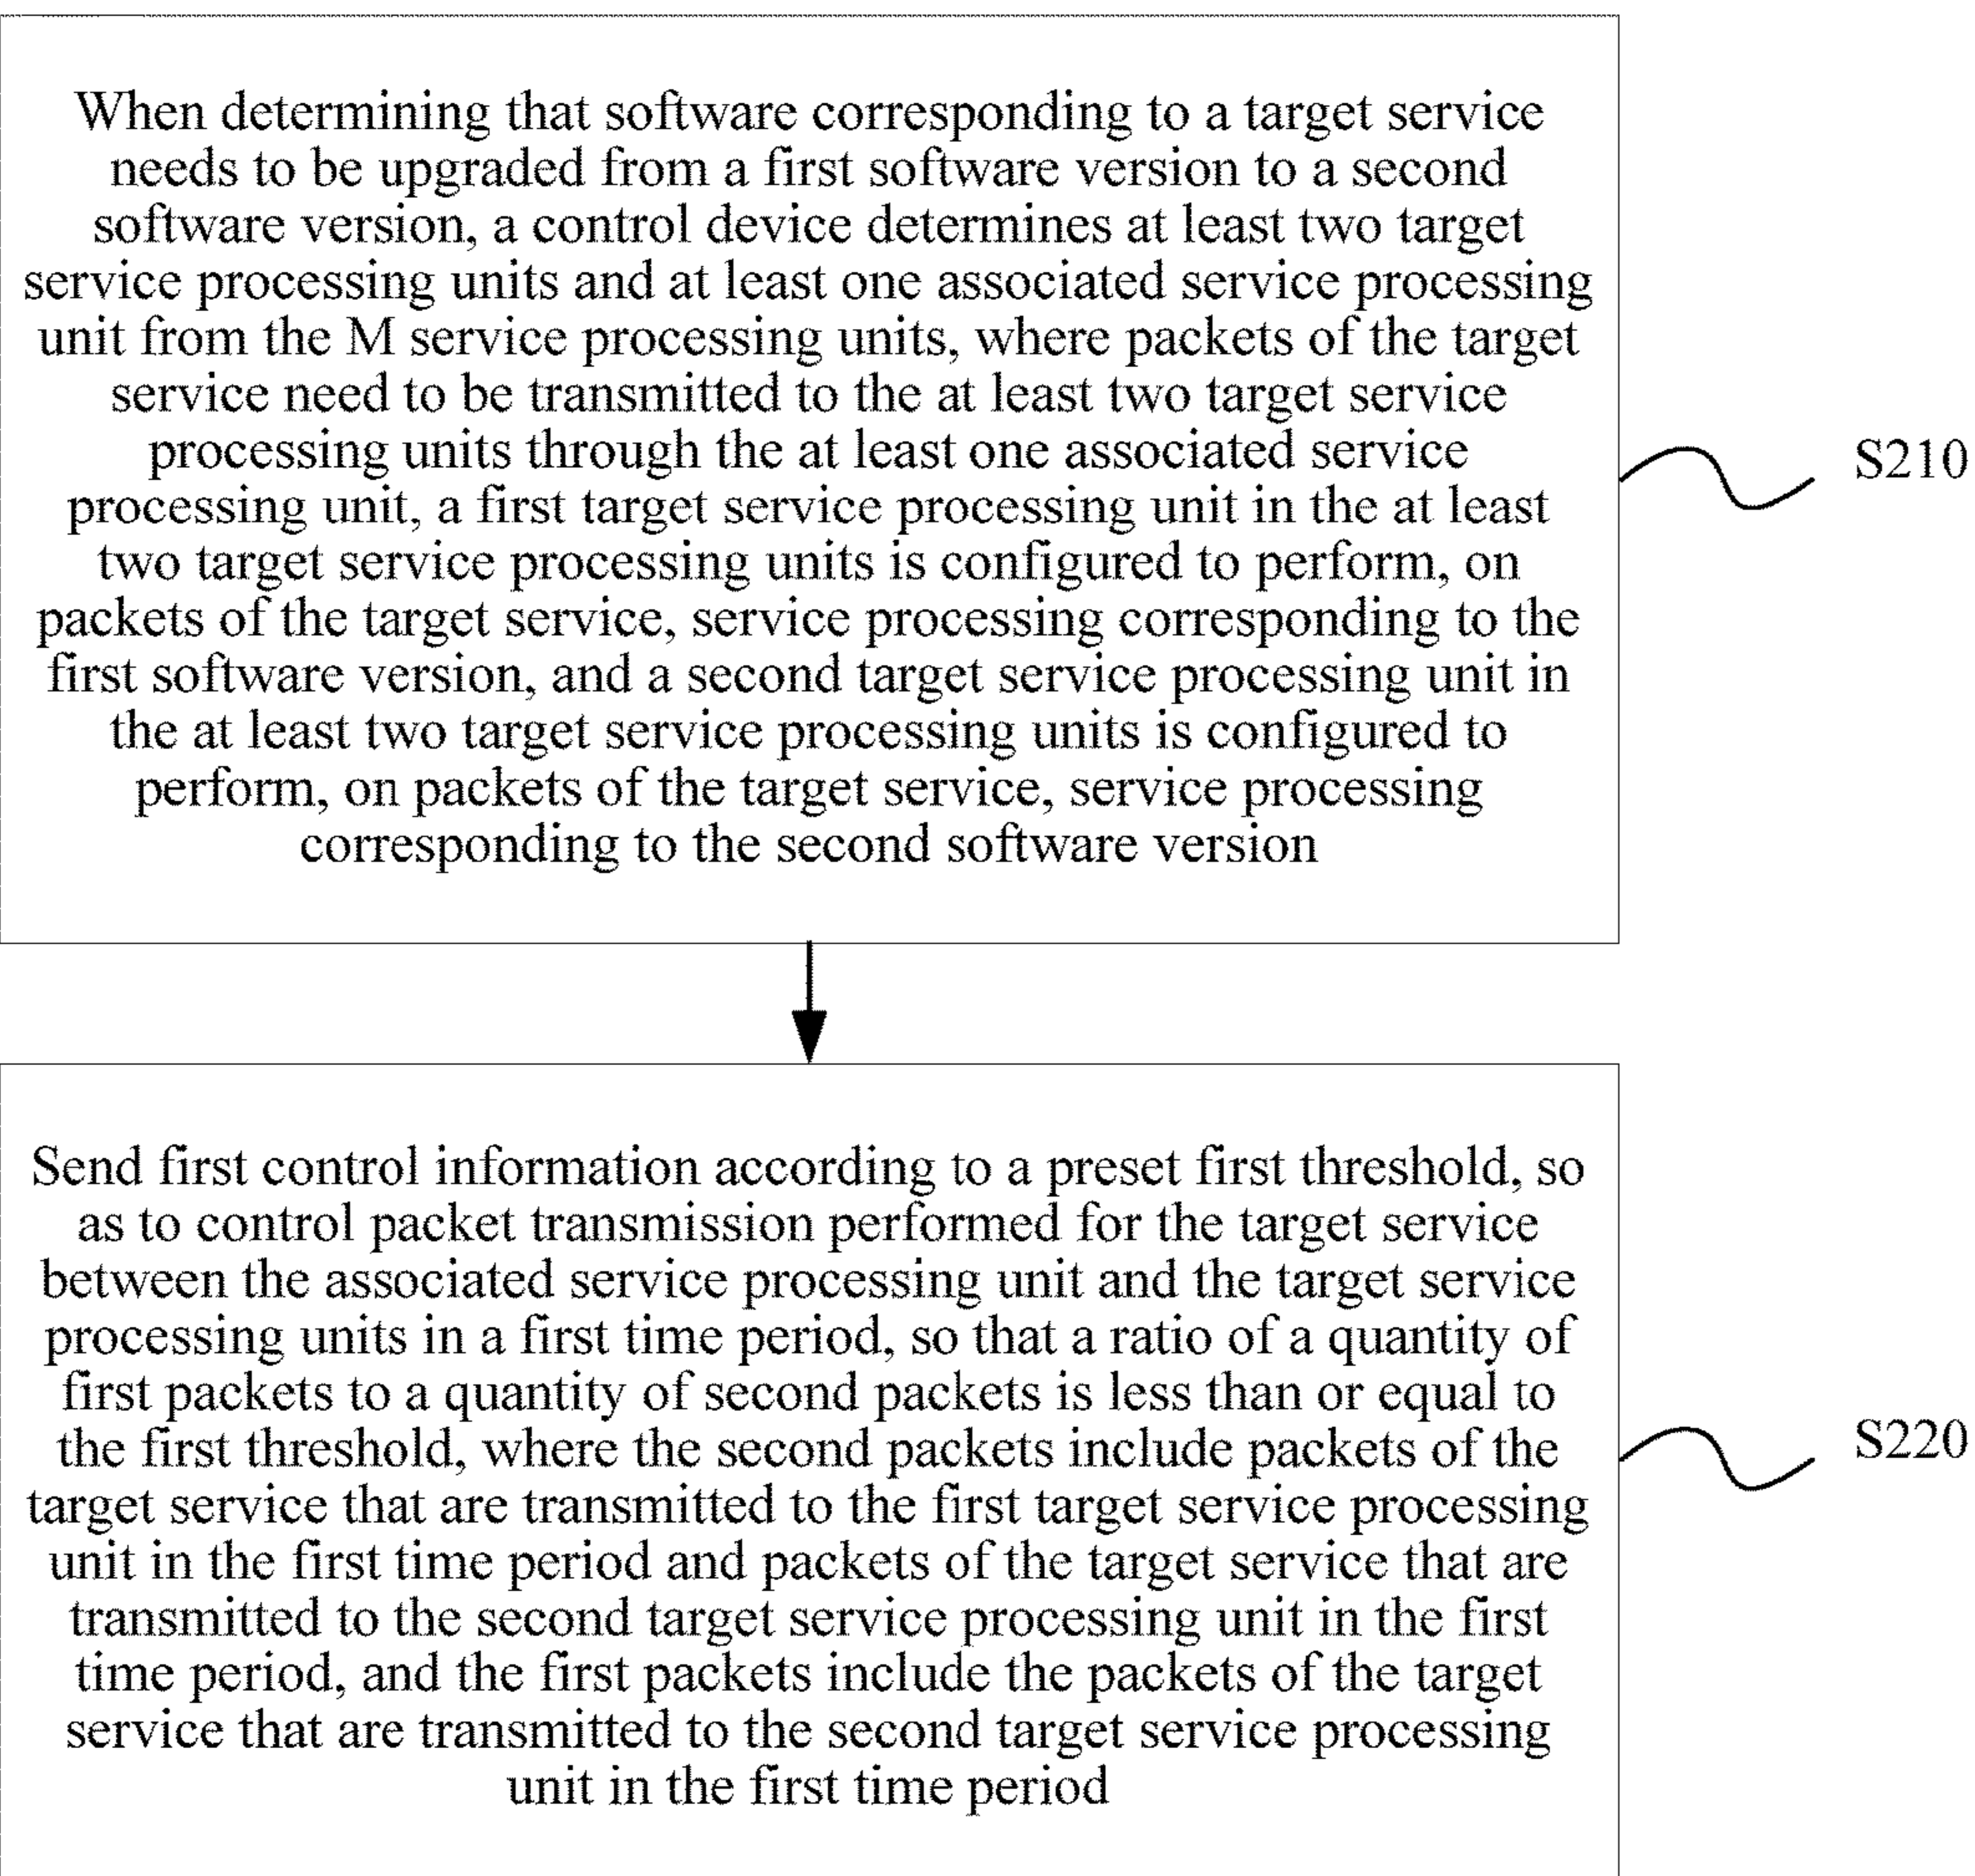 When determining that software corresponding to a target service
needs to be upgraded from a first software version to a second
software version, a control device determines at least two target
service processing units and at least one associated service processing
unit from the M service processing units, where packets of the target
service need to be transmitted to the at least two target service
processing units through the at least one associated service
processing unit, a first target service processing unit in the at least
two target service processing units is configured to perform, on
packets of the target service, service processing corresponding to the
first software version, and a second target service processing unit in
the at least two target service processing units is configured to
perform, on packets of the target service, service processing
corresponding to the second software version
S210
Send first control information according to a preset first threshold, so
as to control packet transmission performed for the target service
between the associated service processing unit and the target service
processing units in a first time period, so that a ratio of a quantity of
first packets to a quantity of second packets is less than or equal to
the first threshold, where the second packets include packets of the
target service that are transmitted to the first target service processing
unit in the first time period and packets of the target service that are
transmitted to the second target service processing unit in the first
time period, and the first packets include the packets of the target
service that are transmitted to the second target service processing
unit in the first time period
S220